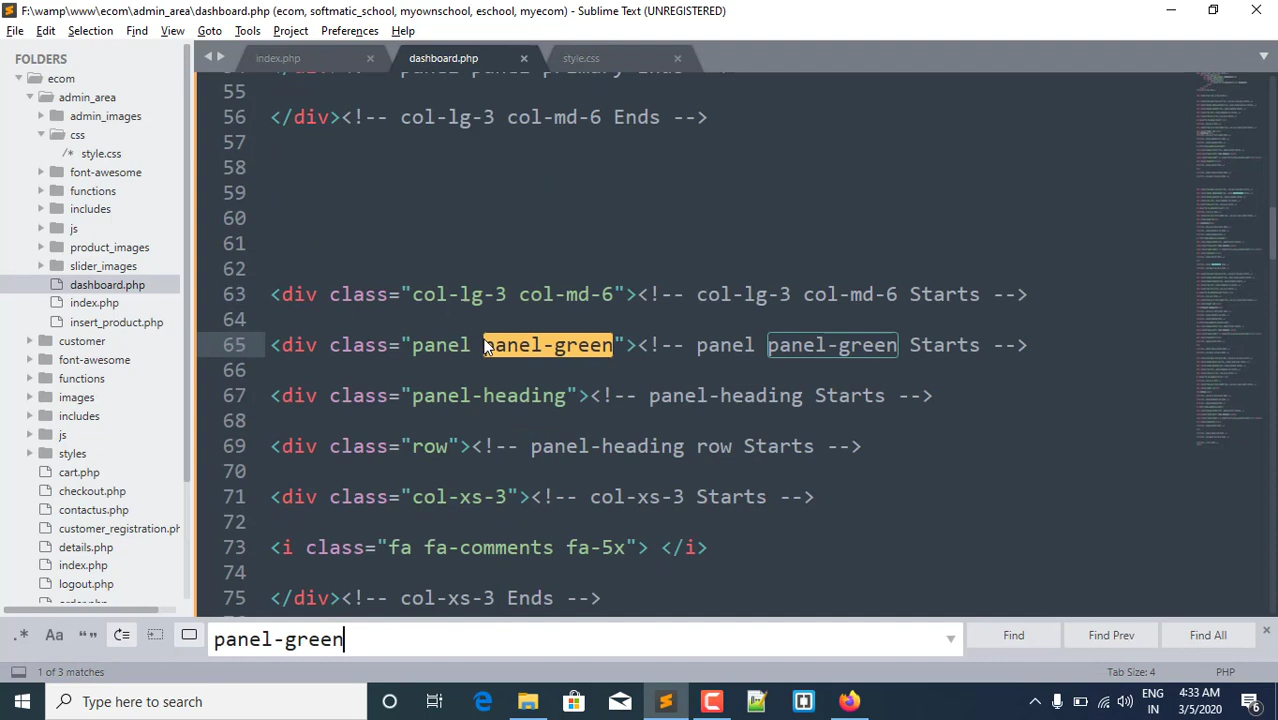 F:\wamp\www\ecom\admin_area\dashboard.php (ecom, softmatic_school, myownschool, eschool, myecom) - Sublime Text (UNREGISTERED)
File Edit Selection Find View Goto Tools Project Preferences Help
FOLDERS
ecom
admin_area
admin_images
css
style.css
font-awesome
functions
includes
js
product_images
slider_images
dashboard.php
index.php
insert_product.php
customer
font-awesome
functions
images
includes
js
styles
cart.php
checkout.php
contactus.php
customer_registration.ph
details.php
index.php
logout.php
index.php dashboard.php style.css
55
56 </div><!-- col-lg-3 col-md-6 Ends -->
57
58
59
60
61
62
63 <div class="col-lg-3 col-md-6"><!-- col-lg-3 col-md-6 Starts -->
64
65 <div class="panel panel-green"><!-- panel panel-green Starts -->
66
67 <div class="panel-heading"><!-- panel-heading Starts -->
68
69 <div class="row"><!-- panel-heading row Starts -->
70
71 <div class="col-xs-3"><!-- col-xs-3 Starts -->
72
73 <i class="fa fa-comments fa-5x"> </i>
74
75 </div><!-- col-xs-3 Ends -->
.* Aa “” panel-green Find Find Prev Find All
1 of 3 matches Tab Size: 4 PHP
Type here to search
ENG
IN
4:33 AM
3/5/2020
6